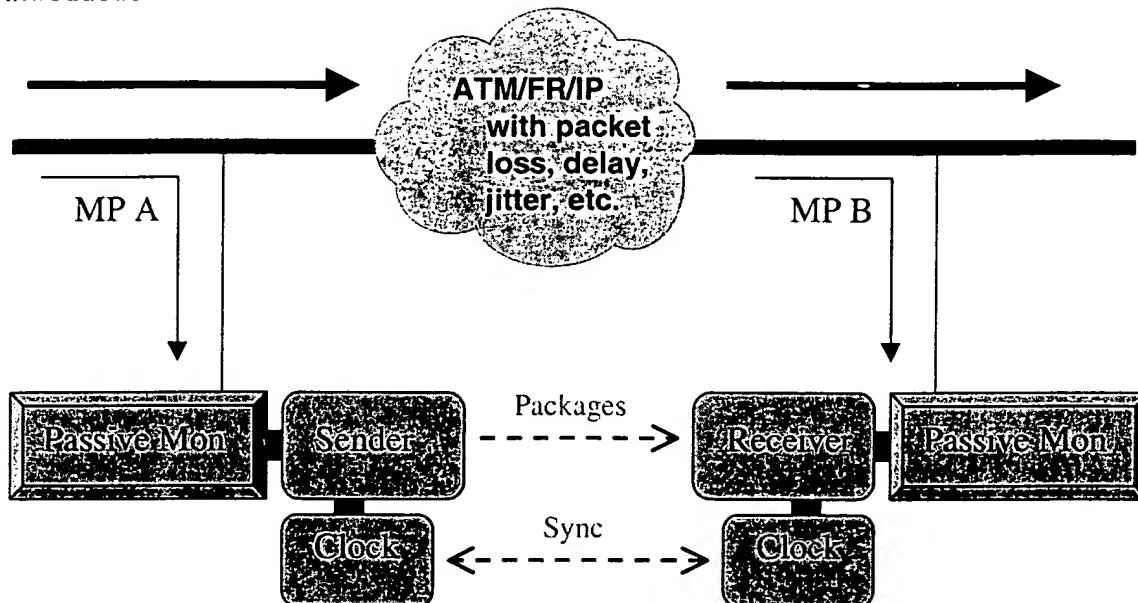 ATM/FR/IP
with packet
loss, delay,
jitter, etc.
MP A
MP B
Packages
Passive Mon
Sender
Receiver
Passive Mon
Sync
Clock
Clock